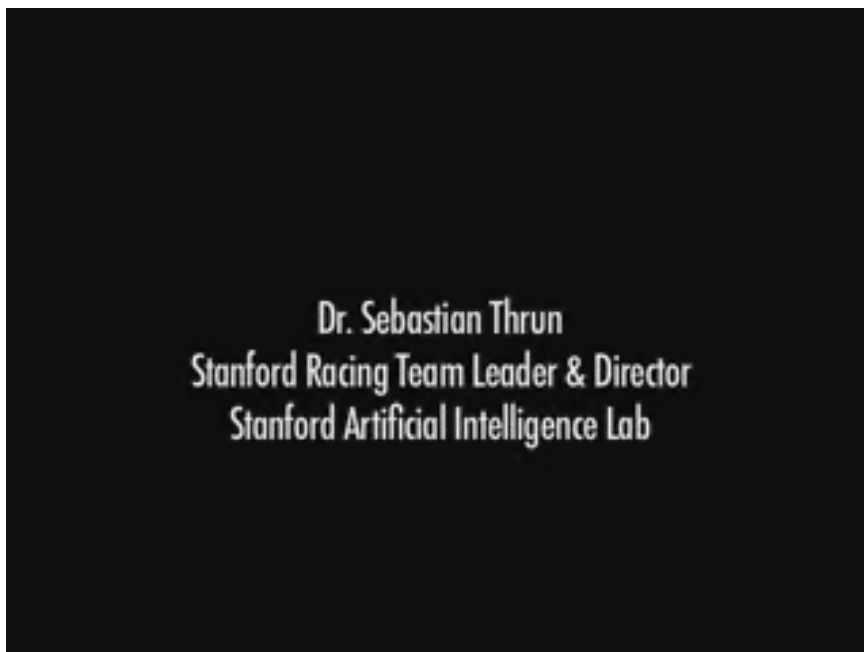 Dr. Sebastian Thrun
Stanford Racing Team Leader & Director
Stanford Artificial Intelligence Lab